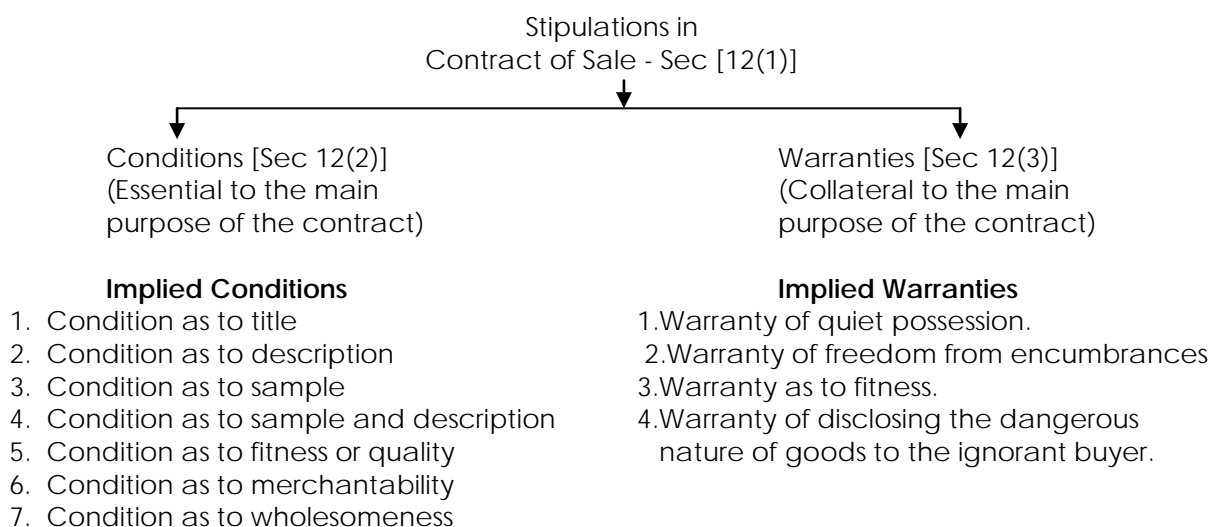 Stipulations in
Contract of Sale - Sec [12(1)]
Conditions [Sec 12(2)]
(Essential to the main
purpose of the contract)
Warranties [Sec 12(3)]
(Collateral to the main
purpose of the contract)
Implied Conditions
1. Condition as to title
2. Condition as to description
3. Condition as to sample
4. Condition as to sample and description
5. Condition as to fitness or quality
6. Condition as to merchantability
7. Condition as to wholesomeness
Implied Warranties
1.Warranty of quiet possession.
2.Warranty of freedom from encumbrances
3.Warranty as to fitness.
4.Warranty of disclosing the dangerous
nature of goods to the ignorant buyer.